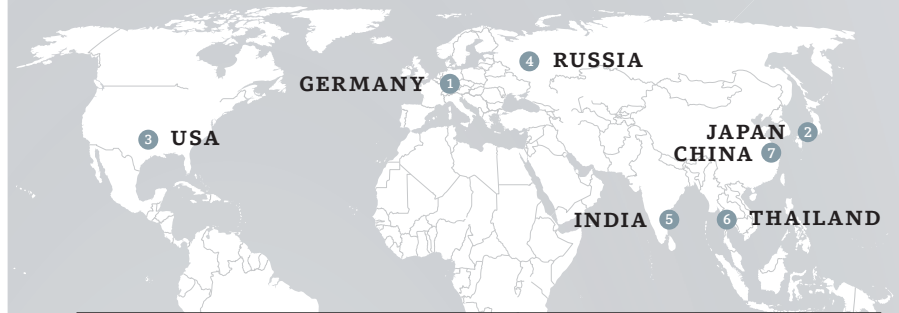 4 RUSSIA
GERMANY 1
3 USA
JAPAN 2
CHINA 7
INDIA 5
6 THAILAND